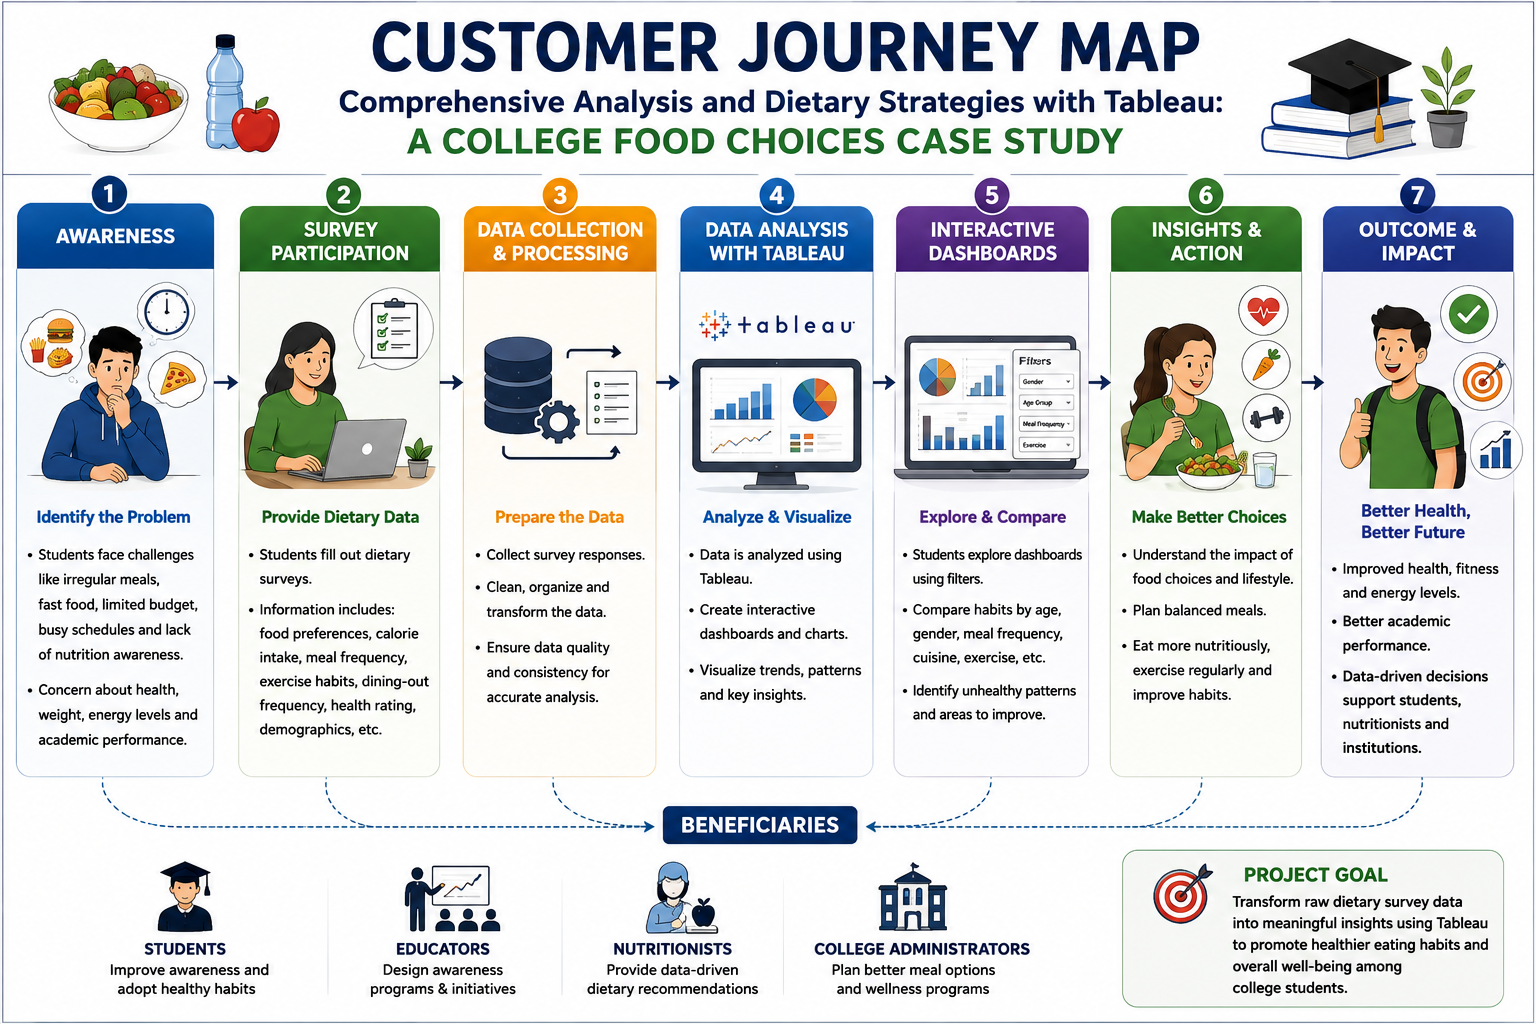 CUSTOMER JOURNEY MAP
Comprehensive Analysis and Dietary Strategies with Tableau:
A COLLEGE FOOD CHOICES CASE STUDY
1
AWARENESS
Identify the Problem
• Students face challenges
like irregular meals,
fast food, limited budget,
busy schedules and lack
of nutrition awareness.
• Concern about health,
weight, energy levels and
academic performance.
2
SURVEY
PARTICIPATION
Provide Dietary Data
• Students fill out dietary
surveys.
• Information includes:
food preferences, calorie
intake, meal frequency,
exercise habits, dining-out
frequency, health rating,
demographics, etc.
3
DATA COLLECTION
& PROCESSING
Prepare the Data
• Collect survey responses.
• Clean, organize and
transform the data.
• Ensure data quality
and consistency for
accurate analysis.
4
DATA ANALYSIS
WITH TABLEAU
tableau
Analyze & Visualize
• Data is analyzed using
Tableau.
• Create interactive
dashboards and charts.
• Visualize trends, patterns
and key insights.
5
INTERACTIVE
DASHBOARDS
Filters
Gender
Age Group
Meal Frequency
Exercise
Explore & Compare
• Students explore dashboards
using filters.
• Compare habits by age,
gender, meal frequency,
cuisine, exercise, etc.
• Identify unhealthy patterns
and areas to improve.
6
INSIGHTS &
ACTION
Make Better Choices
• Understand the impact of
food choices and lifestyle.
• Plan balanced meals.
• Eat more nutritiously,
exercise regularly and
improve habits.
7
OUTCOME &
IMPACT
Better Health,
Better Future
• Improved health, fitness
and energy levels.
• Better academic
performance.
• Data-driven decisions
support students,
nutritionists and
institutions.
BENEFICIARIES
STUDENTS
Improve awareness and
adopt healthy habits
EDUCATORS
Design awareness
programs & initiatives
NUTRITIONISTS
Provide data-driven
dietary recommendations
COLLEGE ADMINISTRATORS
Plan better meal options
and wellness programs
PROJECT GOAL
Transform raw dietary survey data
into meaningful insights using Tableau
to promote healthier eating habits and
overall well-being among
college students.